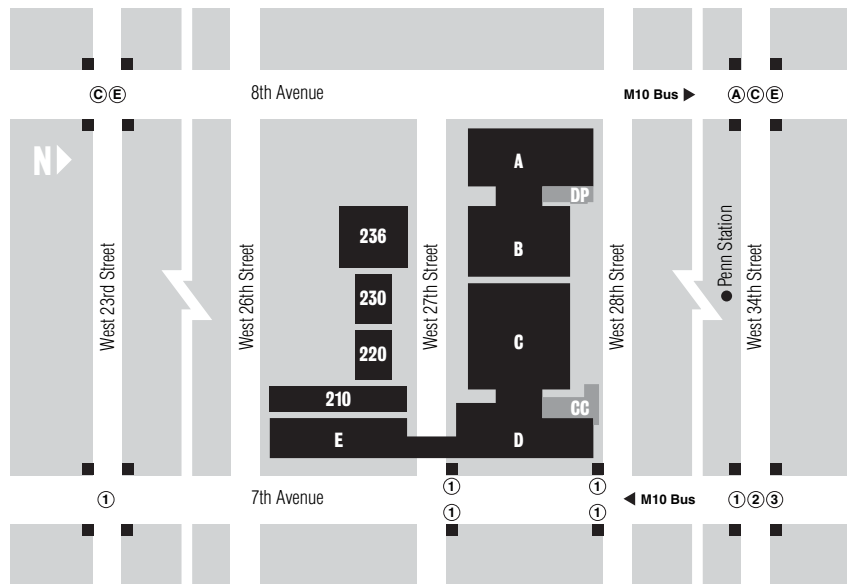 C E
8th Avenue
M10 Bus
A C E
N
A
DP
236
B
West 23rd Street
West 26th Street
230
West 27th Street
West 28th Street
Penn Station
West 34th Street
C
220
210
CC
E
D
1
7th Avenue
1
1
1
1
M10 Bus
1 2 3